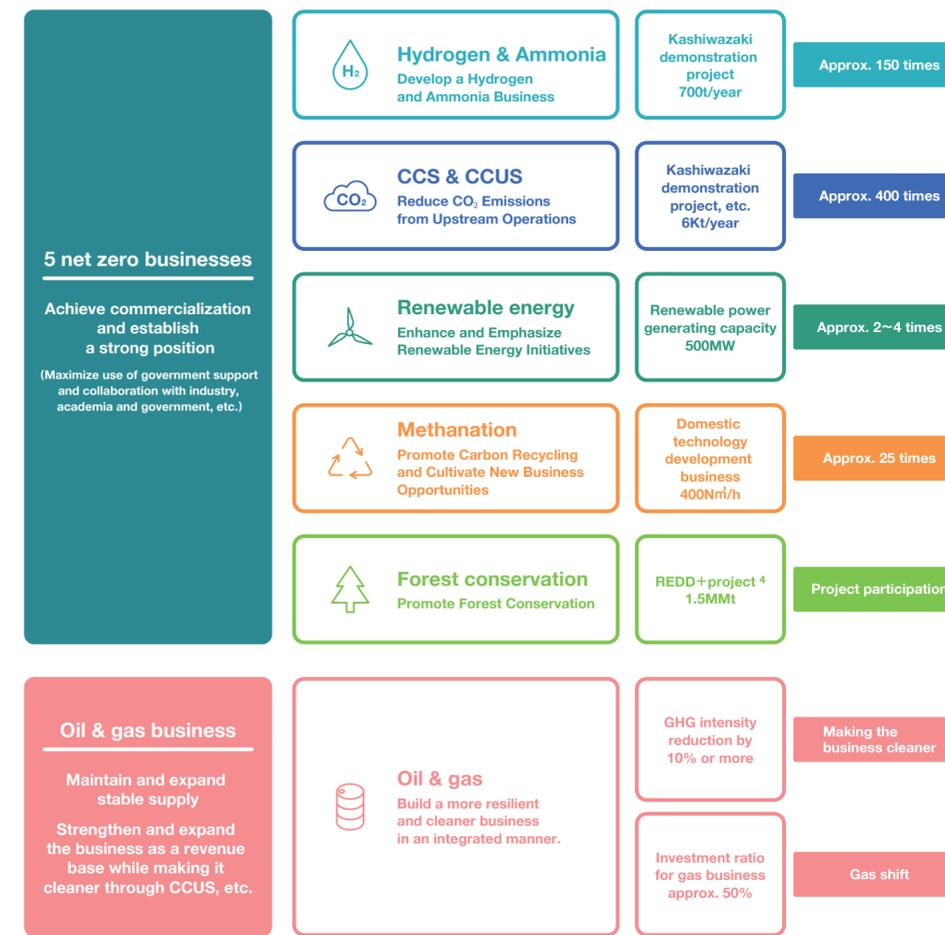 5 net zero businesses
Achieve commercialization
and establish
a strong position
(Maximize use of government support
and collaboration with industry,
academia and government, etc.)
H₂
Hydrogen & Ammonia
Develop a Hydrogen
and Ammonia Business
Kashiwazaki
demonstration
project
700t/year
Approx. 150 times
CO₂
CCS & CCUS
Reduce CO₂ Emissions
from Upstream Operations
Kashiwazaki
demonstration
project, etc.
6Kt/year
Approx. 400 times
Renewable energy
Enhance and Emphasize
Renewable Energy Initiatives
Renewable power
generating capacity
500MW
Approx. 2~4 times
Methanation
Promote Carbon Recycling
and Cultivate New Business
Opportunities
Domestic
technology
development
business
400Nm³/h
Approx. 25 times
Forest conservation
Promote Forest Conservation
REDD+project ⁴
1.5MMt
Project participation
Oil & gas business
Maintain and expand
stable supply
Strengthen and expand
the business as a revenue
base while making it
cleaner through CCUS, etc.
Oil & gas
Build a more resilient
and cleaner business
in an integrated manner.
GHG intensity
reduction by
10% or more
Making the
business cleaner
Investment ratio
for gas business
approx. 50%
Gas shift